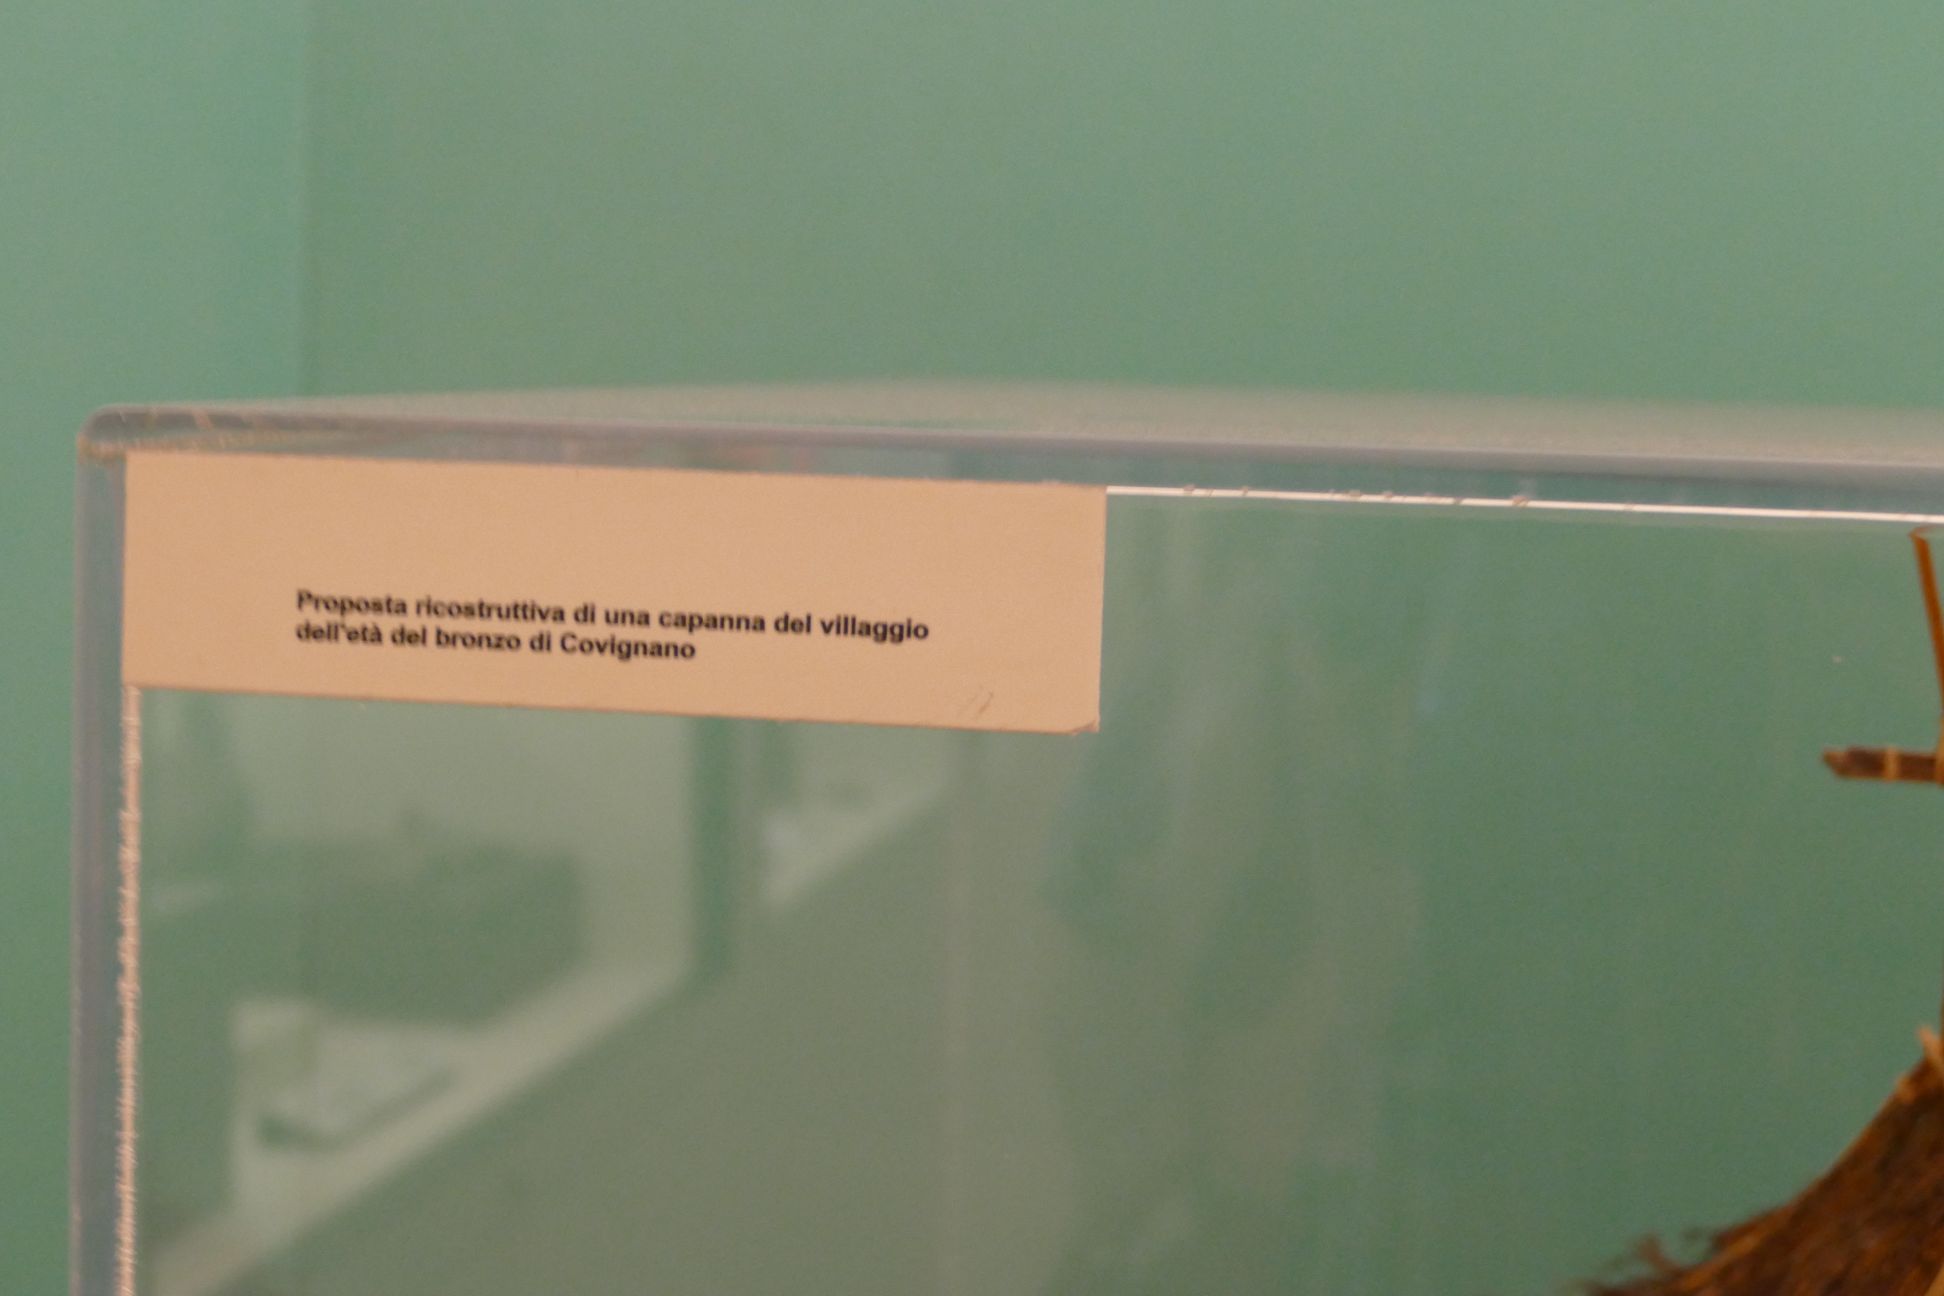 Proposta ricostruttiva di una capanna del villaggio
dell'età del bronzo di Covignano